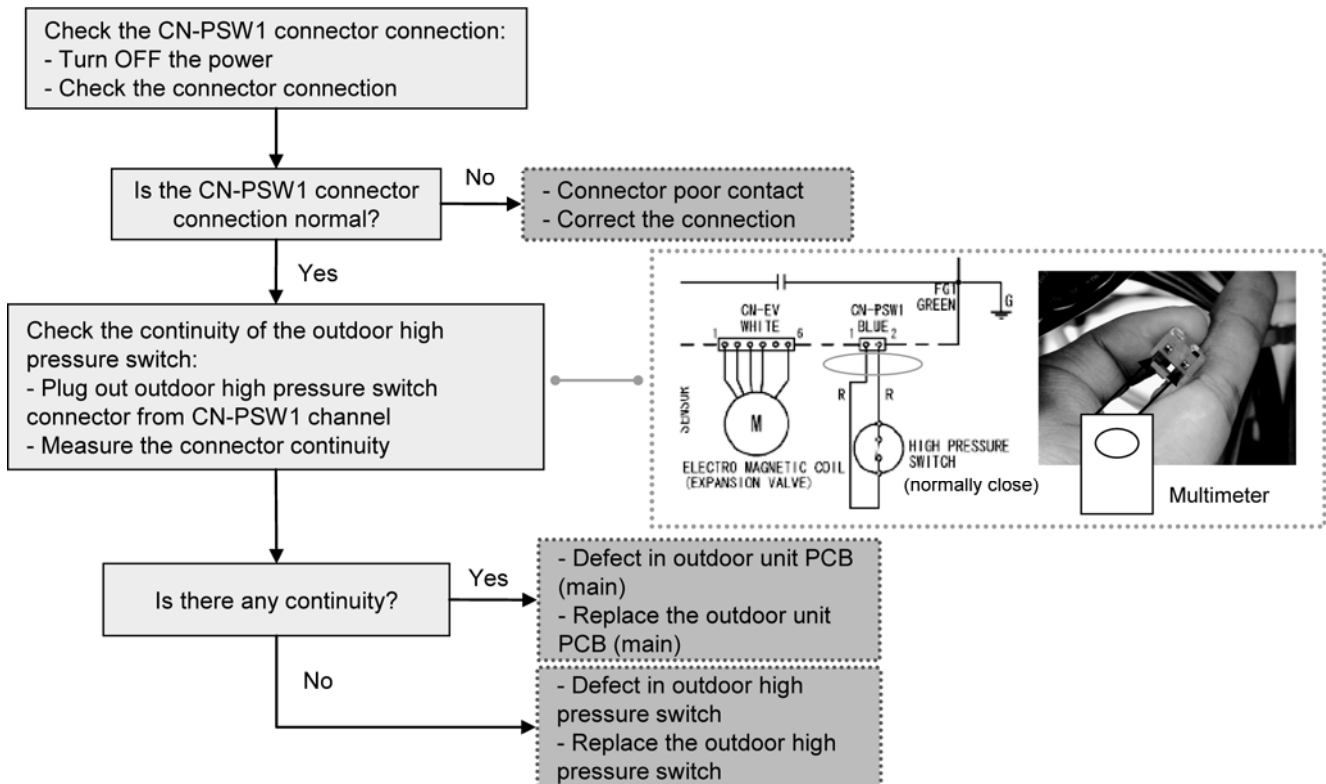 Check the CN-PSW1 connector connection:
- Turn OFF the power
- Check the connector connection
Is the CN-PSW1 connector
connection normal?
No
- Connector poor contact
- Correct the connection
Yes
Check the continuity of the outdoor high
pressure switch:
- Plug out outdoor high pressure switch
connector from CN-PSW1 channel
- Measure the connector continuity
FG1
GREEN
G
CN-EV
WHITE
1
6
CN-PSW1
BLUE
1
2
SENSOR
R
R
M
ELECTRO MAGNETIC COIL
(EXPANSION VALVE)
HIGH PRESSURE
SWITCH
(normally close)
Multimeter
Is there any continuity?
Yes
- Defect in outdoor unit PCB
(main)
- Replace the outdoor unit
PCB (main)
No
- Defect in outdoor high
pressure switch
- Replace the outdoor high
pressure switch